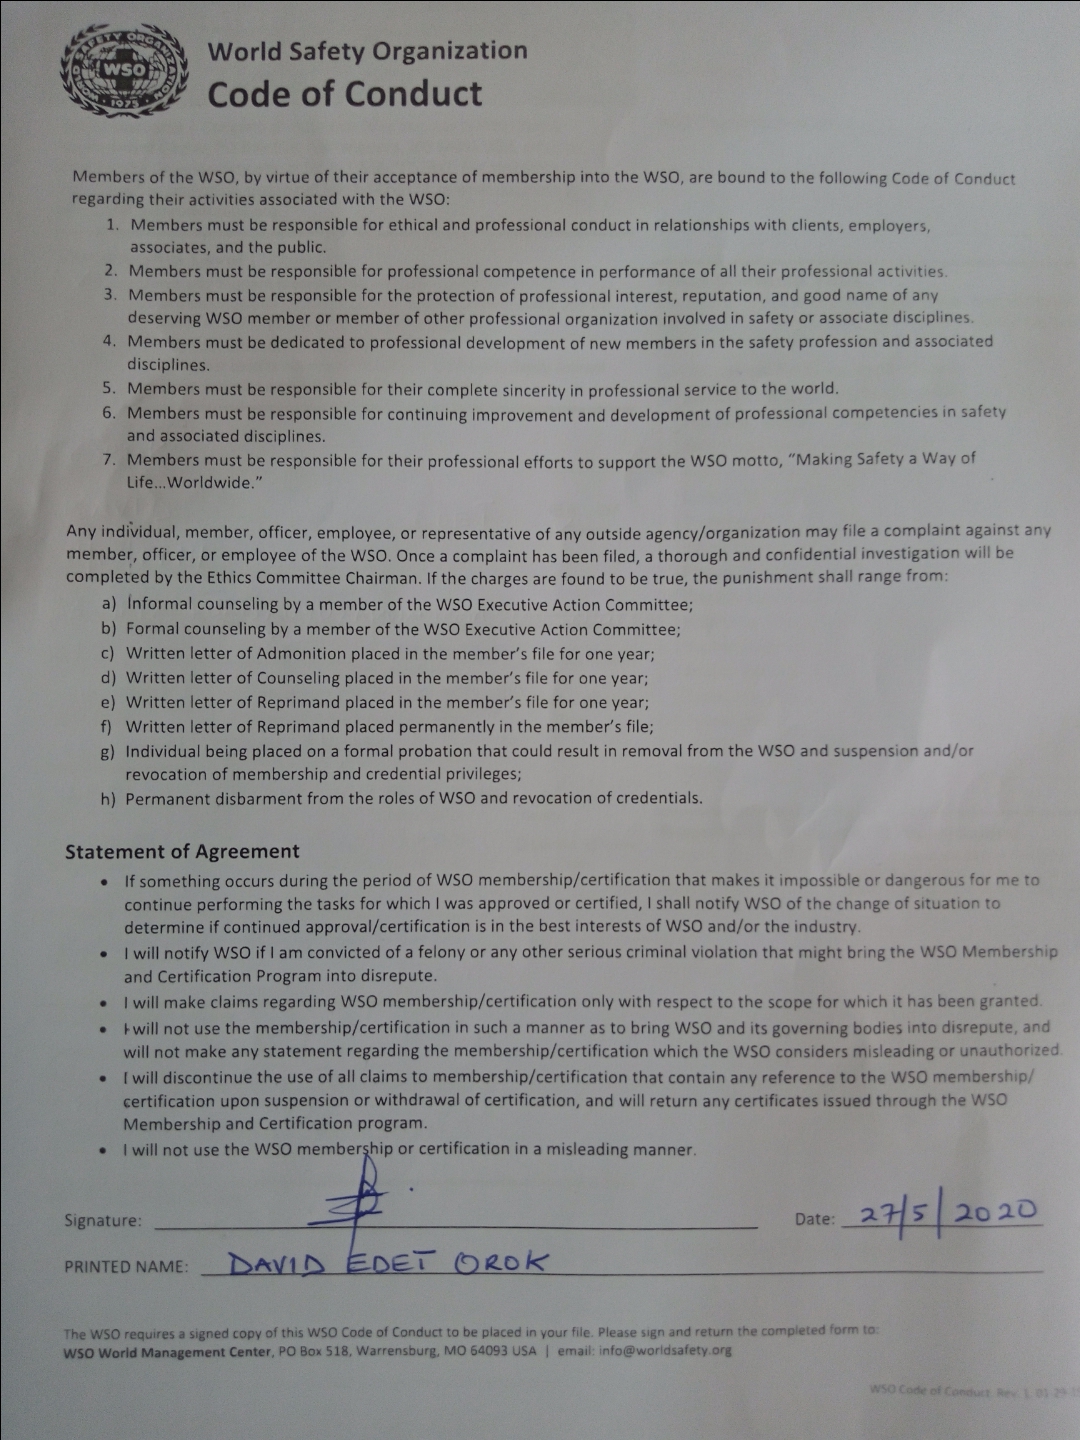 World Safety Organization
Code of Conduct
WSO
1975
Members of the WSO, by virtue of their acceptance of membership into the WSO, are bound to the following Code of Conduct
regarding their activities associated with the WSO:
1. Members must be responsible for ethical and professional conduct in relationships with clients, employers,
associates, and the public.
2. Members must be responsible for professional competence in performance of all their professional activities.
3. Members must be responsible for the protection of professional interest, reputation, and good name of any
deserving WSO member or member of other professional organization involved in safety or associate disciplines.
4. Members must be dedicated to professional development of new members in the safety profession and associated
disciplines.
5. Members must be responsible for their complete sincerity in professional service to the world.
6. Members must be responsible for continuing improvement and development of professional competencies in safety
and associated disciplines.
7. Members must be responsible for their professional efforts to support the WSO motto, “Making Safety a Way of
Life...Worldwide.”
Any individual, member, officer, employee, or representative of any outside agency/organization may file a complaint against any
member, officer, or employee of the WSO. Once a complaint has been filed, a thorough and confidential investigation will be
completed by the Ethics Committee Chairman. If the charges are found to be true, the punishment shall range from:
a) Informal counseling by a member of the WSO Executive Action Committee;
b) Formal counseling by a member of the WSO Executive Action Committee;
c) Written letter of Admonition placed in the member’s file for one year;
d) Written letter of Counseling placed in the member’s file for one year;
e) Written letter of Reprimand placed in the member’s file for one year;
f) Written letter of Reprimand placed permanently in the member’s file;
g) Individual being placed on a formal probation that could result in removal from the WSO and suspension and/or
revocation of membership and credential privileges;
h) Permanent disbarment from the roles of WSO and revocation of credentials.
Statement of Agreement
• If something occurs during the period of WSO membership/certification that makes it impossible or dangerous for me to
continue performing the tasks for which I was approved or certified, I shall notify WSO of the change of situation to
determine if continued approval/certification is in the best interests of WSO and/or the industry.
• I will notify WSO if I am convicted of a felony or any other serious criminal violation that might bring the WSO Membership
and Certification Program into disrepute.
• I will make claims regarding WSO membership/certification only with respect to the scope for which it has been granted.
• I will not use the membership/certification in such a manner as to bring WSO and its governing bodies into disrepute, and
will not make any statement regarding the membership/certification which the WSO considers misleading or unauthorized.
• I will discontinue the use of all claims to membership/certification that contain any reference to the WSO membership/
certification upon suspension or withdrawal of certification, and will return any certificates issued through the WSO
Membership and Certification program.
• I will not use the WSO membership or certification in a misleading manner.
Signature: Date: 27/5/2020
PRINTED NAME: DAVID EDET OROK
The WSO requires a signed copy of this WSO Code of Conduct to be placed in your file. Please sign and return the completed form to:
WSO World Management Center, PO Box 518, Warrensburg, MO 64093 USA | email: info@worldsafety.org
WSO Code of Conduct Rev. 1, 01-29